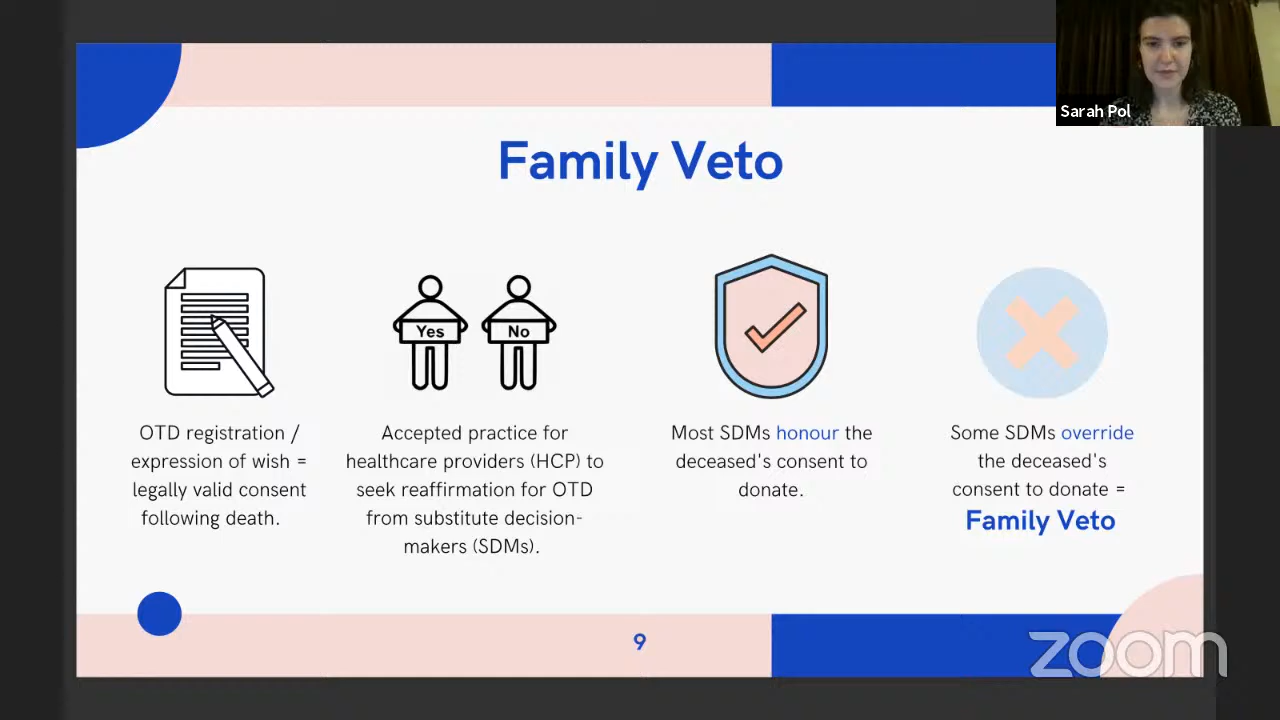 Sarah Pol
Family Veto
Yes
No
OTD registration /
expression of wish =
legally valid consent
following death.
Accepted practice for
healthcare providers (HCP) to
seek reaffirmation for OTD
from substitute decision-
makers (SDMs).
Most SDMs honour the
deceased's consent to
donate.
Some SDMs override
the deceased's
consent to donate =
Family Veto
9
zoom